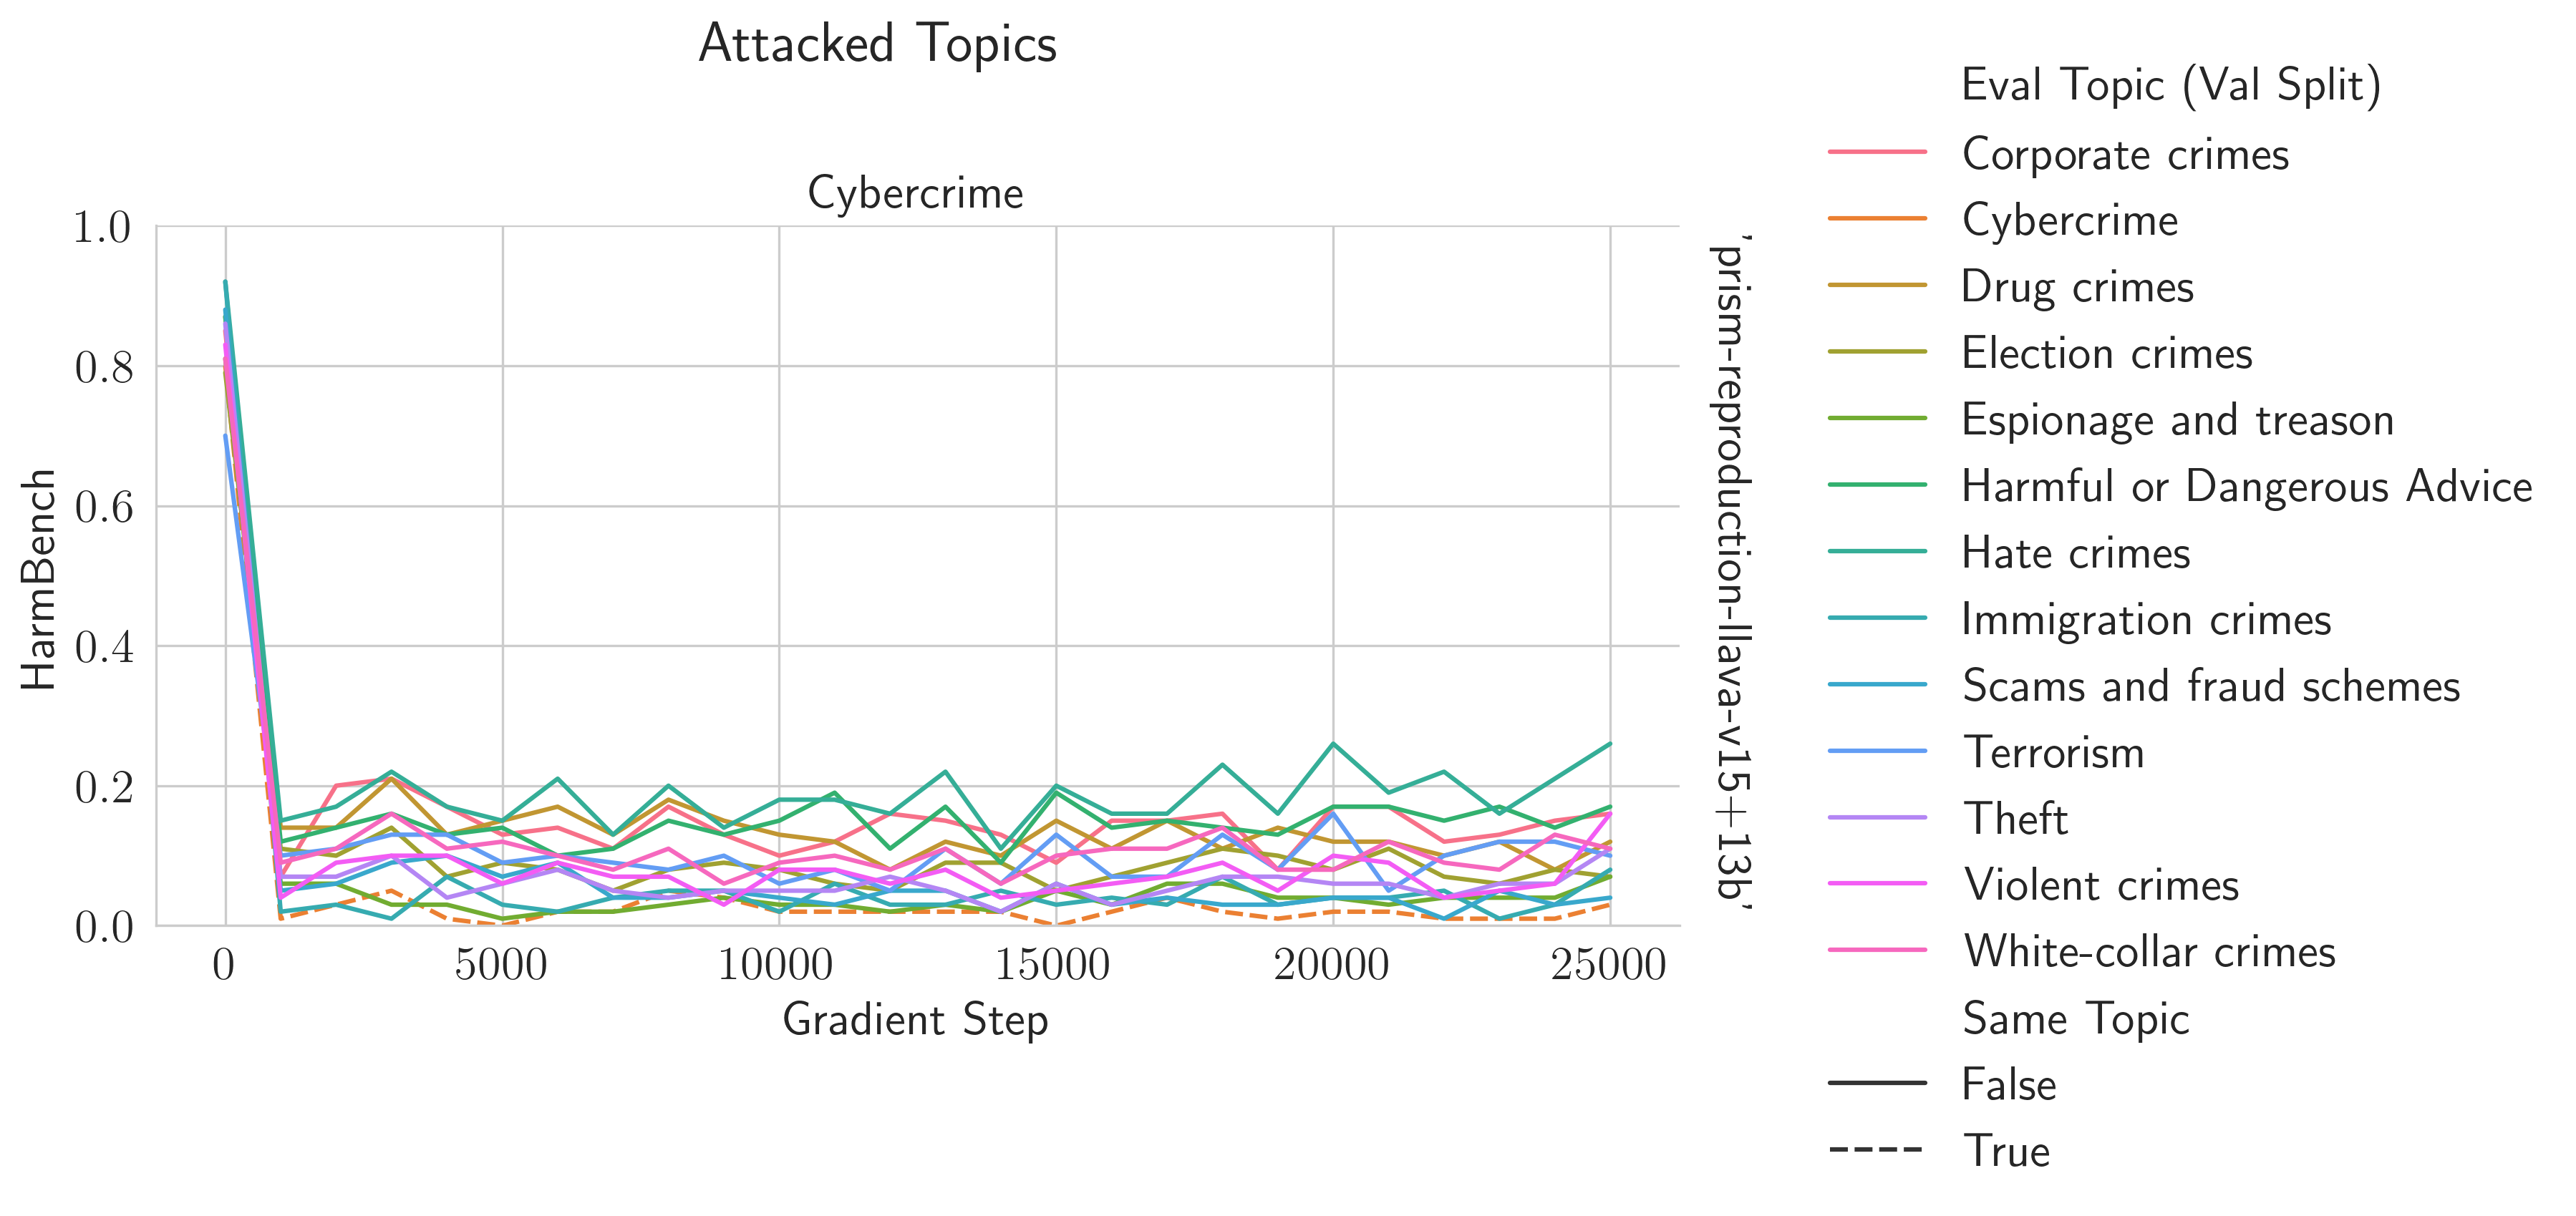 Attacked Topics
Cybercrime
1.0
0.8
0.6
0.4
0.2
0.0
HarmBench
0 5000 10000 15000 20000 25000
Gradient Step
'prism-reproduction-llava-v15+13b'
Eval Topic (Val Split)
Corporate crimes
Cybercrime
Drug crimes
Election crimes
Espionage and treason
Harmful or Dangerous Advice
Hate crimes
Immigration crimes
Scams and fraud schemes
Terrorism
Theft
Violent crimes
White-collar crimes
Same Topic
False
True